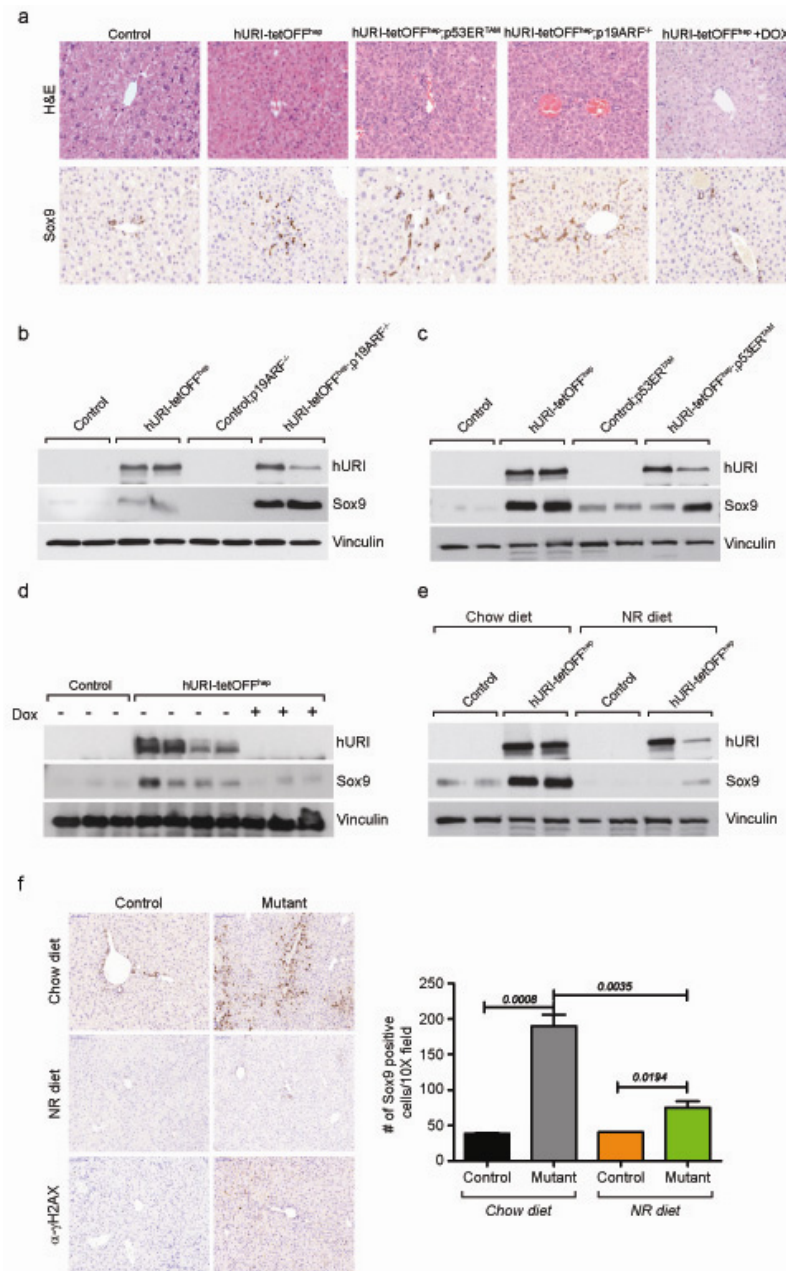 a
Control
hURI-tetOFFhep
hURI-tetOFFhep;p53ERTAM
hURI-tetOFFhep;p19ARF-/-
hURI-tetOFFhep +DOX
H&E
Sox9
b
Control
hURI-tetOFFhep
Control;p19ARF-/-
hURI-tetOFFhep;p19ARF-/-
hURI
Sox9
Vinculin
c
Control
hURI-tetOFFhep
Control;p53ERTAM
hURI-tetOFFhep;p53ERTAM
hURI
Sox9
Vinculin
d
Control
hURI-tetOFFhep
Dox - - - - - - - + + +
hURI
Sox9
Vinculin
e
Chow diet
NR diet
Control
hURI-tetOFFhep
Control
hURI-tetOFFhep
hURI
Sox9
Vinculin
f
Control
Mutant
Chow diet
NR diet
α-γH2AX
# of Sox9 positive
cells/10X field
250
200
150
100
50
0
0.0008
0.0035
0.0194
Control
Mutant
Control
Mutant
Chow diet
NR diet